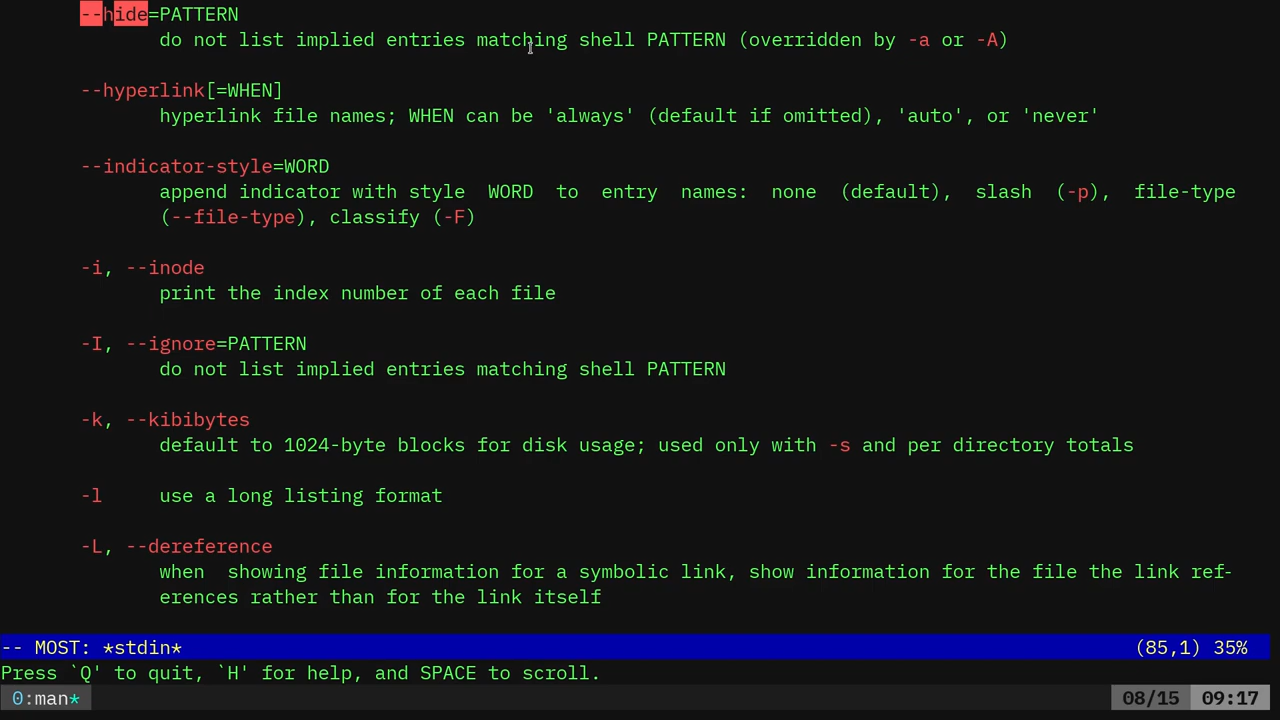 --hide=PATTERN
do not list implied entries matching shell PATTERN (overridden by -a or -A)
--hyperlink[=WHEN]
hyperlink file names; WHEN can be 'always' (default if omitted), 'auto', or 'never'
--indicator-style=WORD
append indicator with style  WORD  to  entry  names:  none  (default),  slash  (-p),  file-type
(--file-type), classify (-F)
-i, --inode
print the index number of each file
-I, --ignore=PATTERN
do not list implied entries matching shell PATTERN
-k, --kibibytes
default to 1024-byte blocks for disk usage; used only with -s and per directory totals
-l     use a long listing format
-L, --dereference
when  showing file information for a symbolic link, show information for the file the link ref-
erences rather than for the link itself
-- MOST: *stdin*                                                                                    (85,1) 35%
Press `Q' to quit, `H' for help, and SPACE to scroll.
0:man* 08/15 09:17